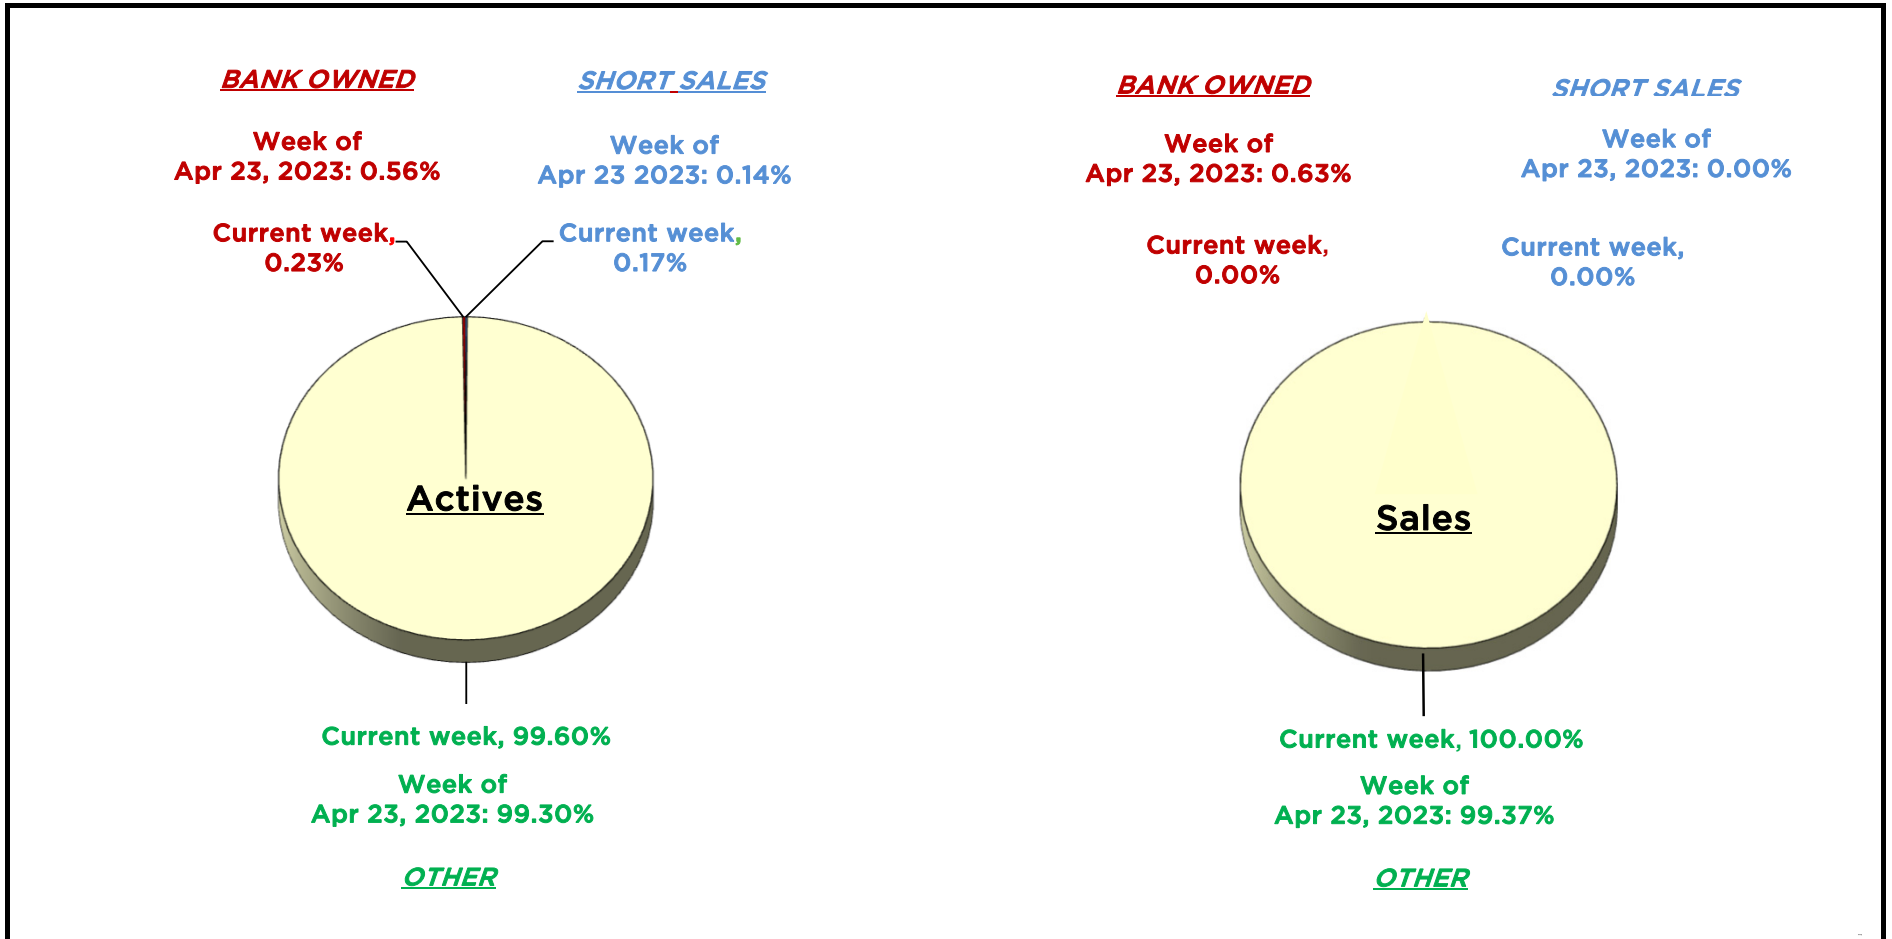 BANK OWNED
Week of
Apr 23, 2023: 0.56%
Current week,
0.23%
SHORT SALES
Week of
Apr 23 2023: 0.14%
Current week,
0.17%
Actives
Current week, 99.60%
Week of
Apr 23, 2023: 99.30%
OTHER
BANK OWNED
Week of
Apr 23, 2023: 0.63%
Current week,
0.00%
SHORT SALES
Week of
Apr 23, 2023: 0.00%
Current week,
0.00%
Sales
Current week, 100.00%
Week of
Apr 23, 2023: 99.37%
OTHER